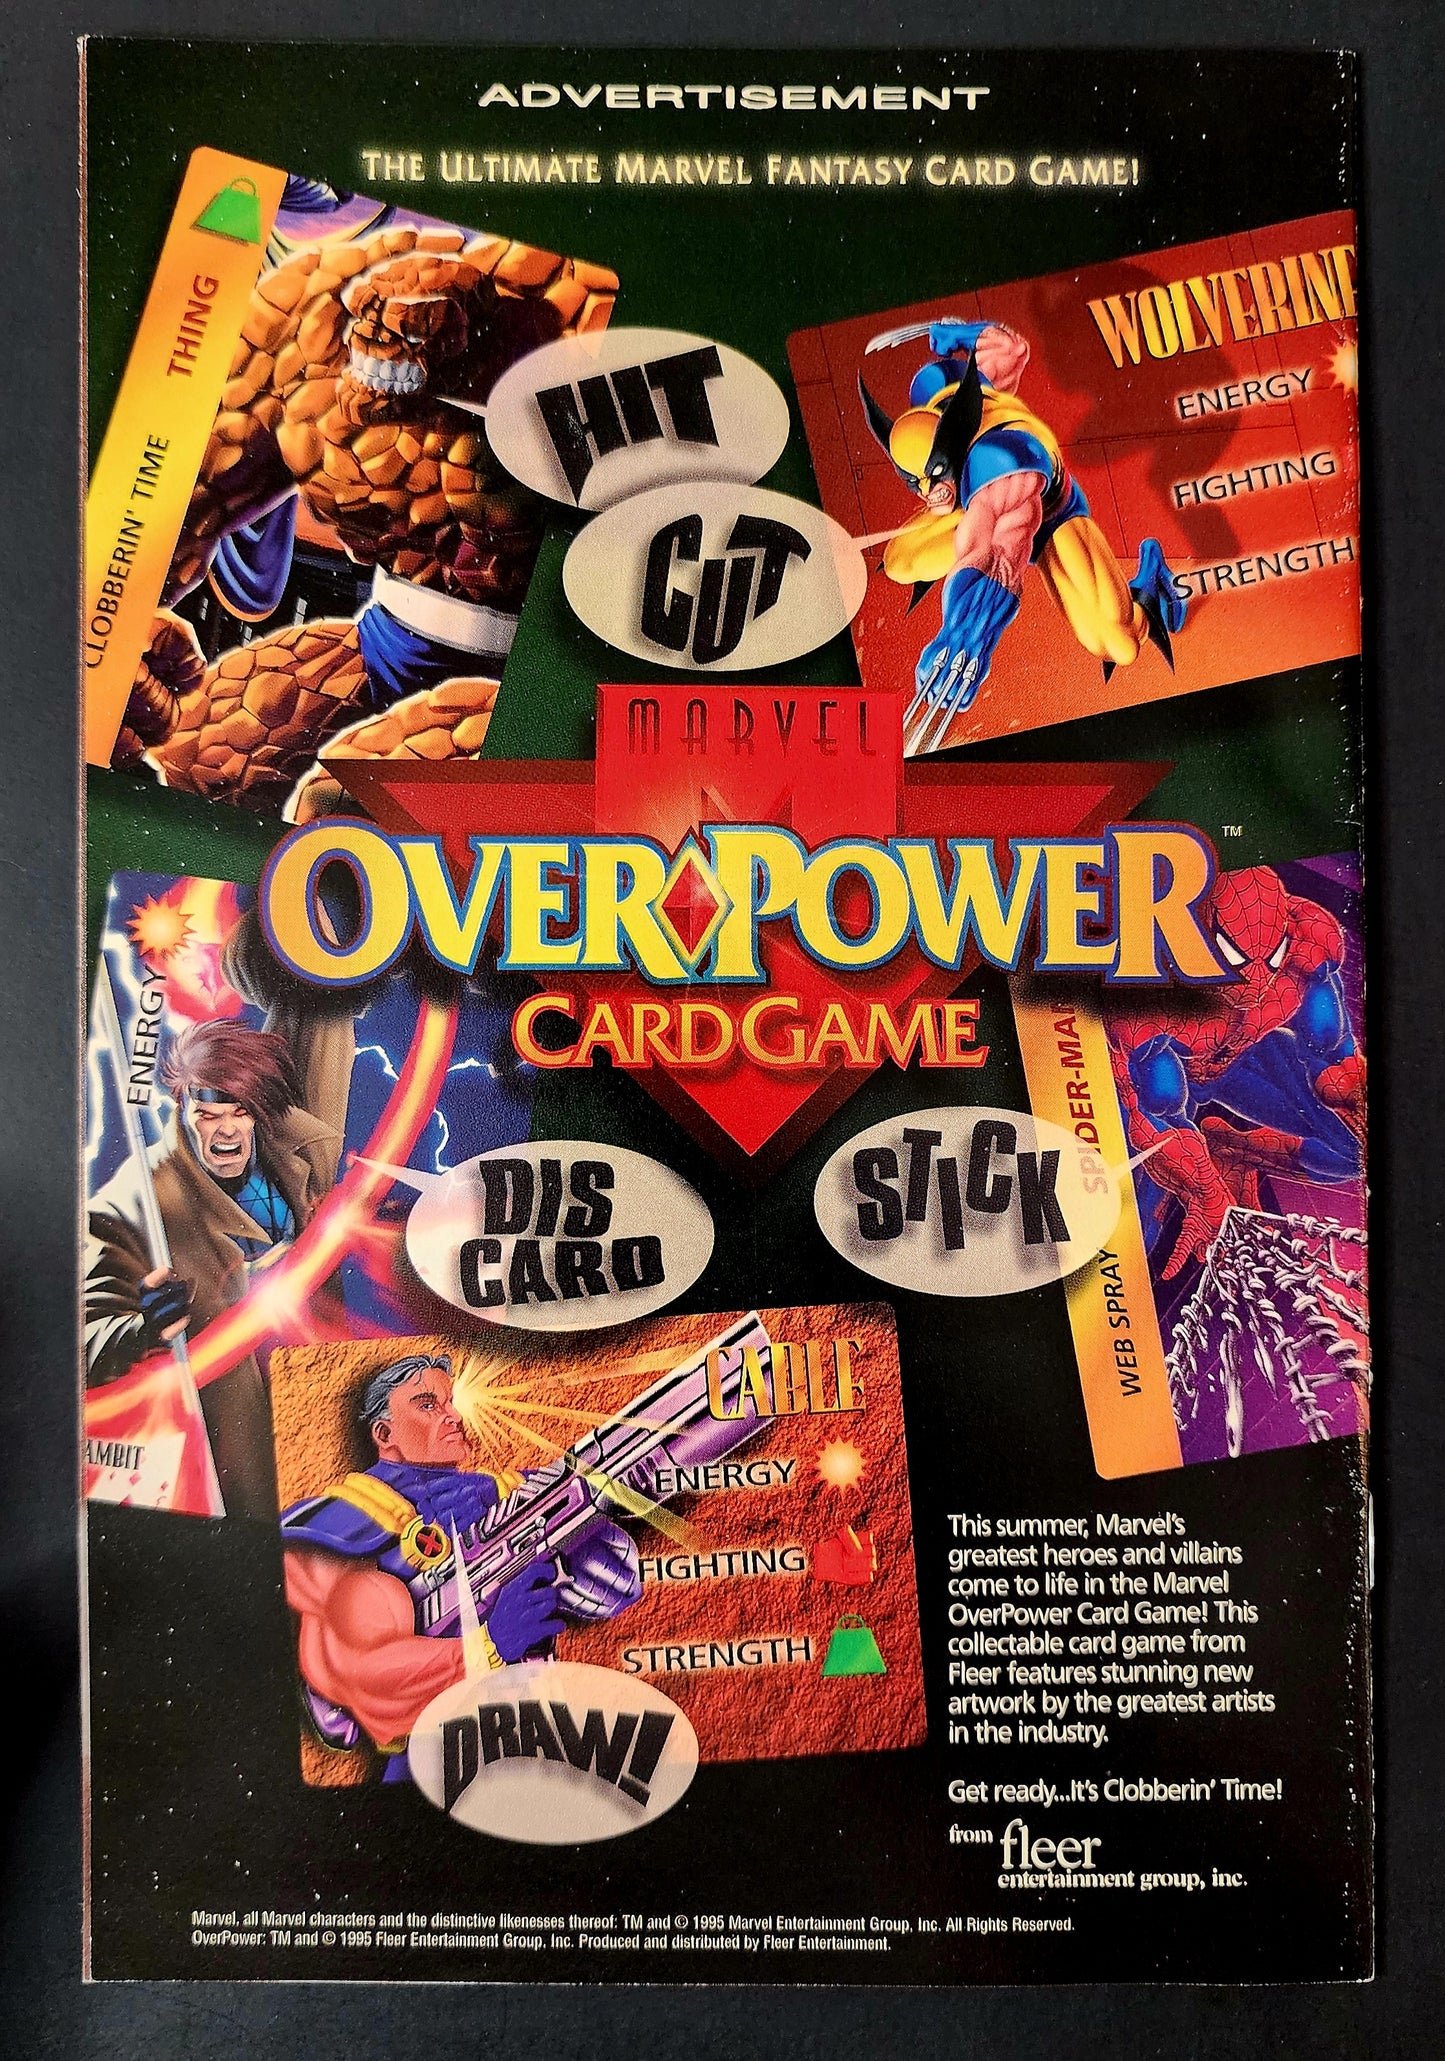 ADVERTISEMENT
THE ULTIMATE MARVEL FANTASY CARD GAME!
CLOBBERIN' TIME THING
HIT
CUT
WOLVERINE
ENERGY
FIGHTING
STRENGTH
MARVEL
OVERPOWER™
CARD GAME
ENERGY
DIS
CARD
STICK
SPIDER-MAN
WEB SPRAY
AMBIT
CABLE
ENERGY
FIGHTING
STRENGTH
DRAW!
This summer, Marvel's
greatest heroes and villains
come to life in the Marvel
OverPower Card Game! This
collectable card game from
Fleer features stunning new
artwork by the greatest artists
in the industry.
Get ready...It's Clobberin' Time!
from fleer
entertainment group, inc.
Marvel, all Marvel characters and the distinctive likenesses thereof: TM and © 1995 Marvel Entertainment Group, Inc. All Rights Reserved.
OverPower: TM and © 1995 Fleer Entertainment Group, Inc. Produced and distributed by Fleer Entertainment.